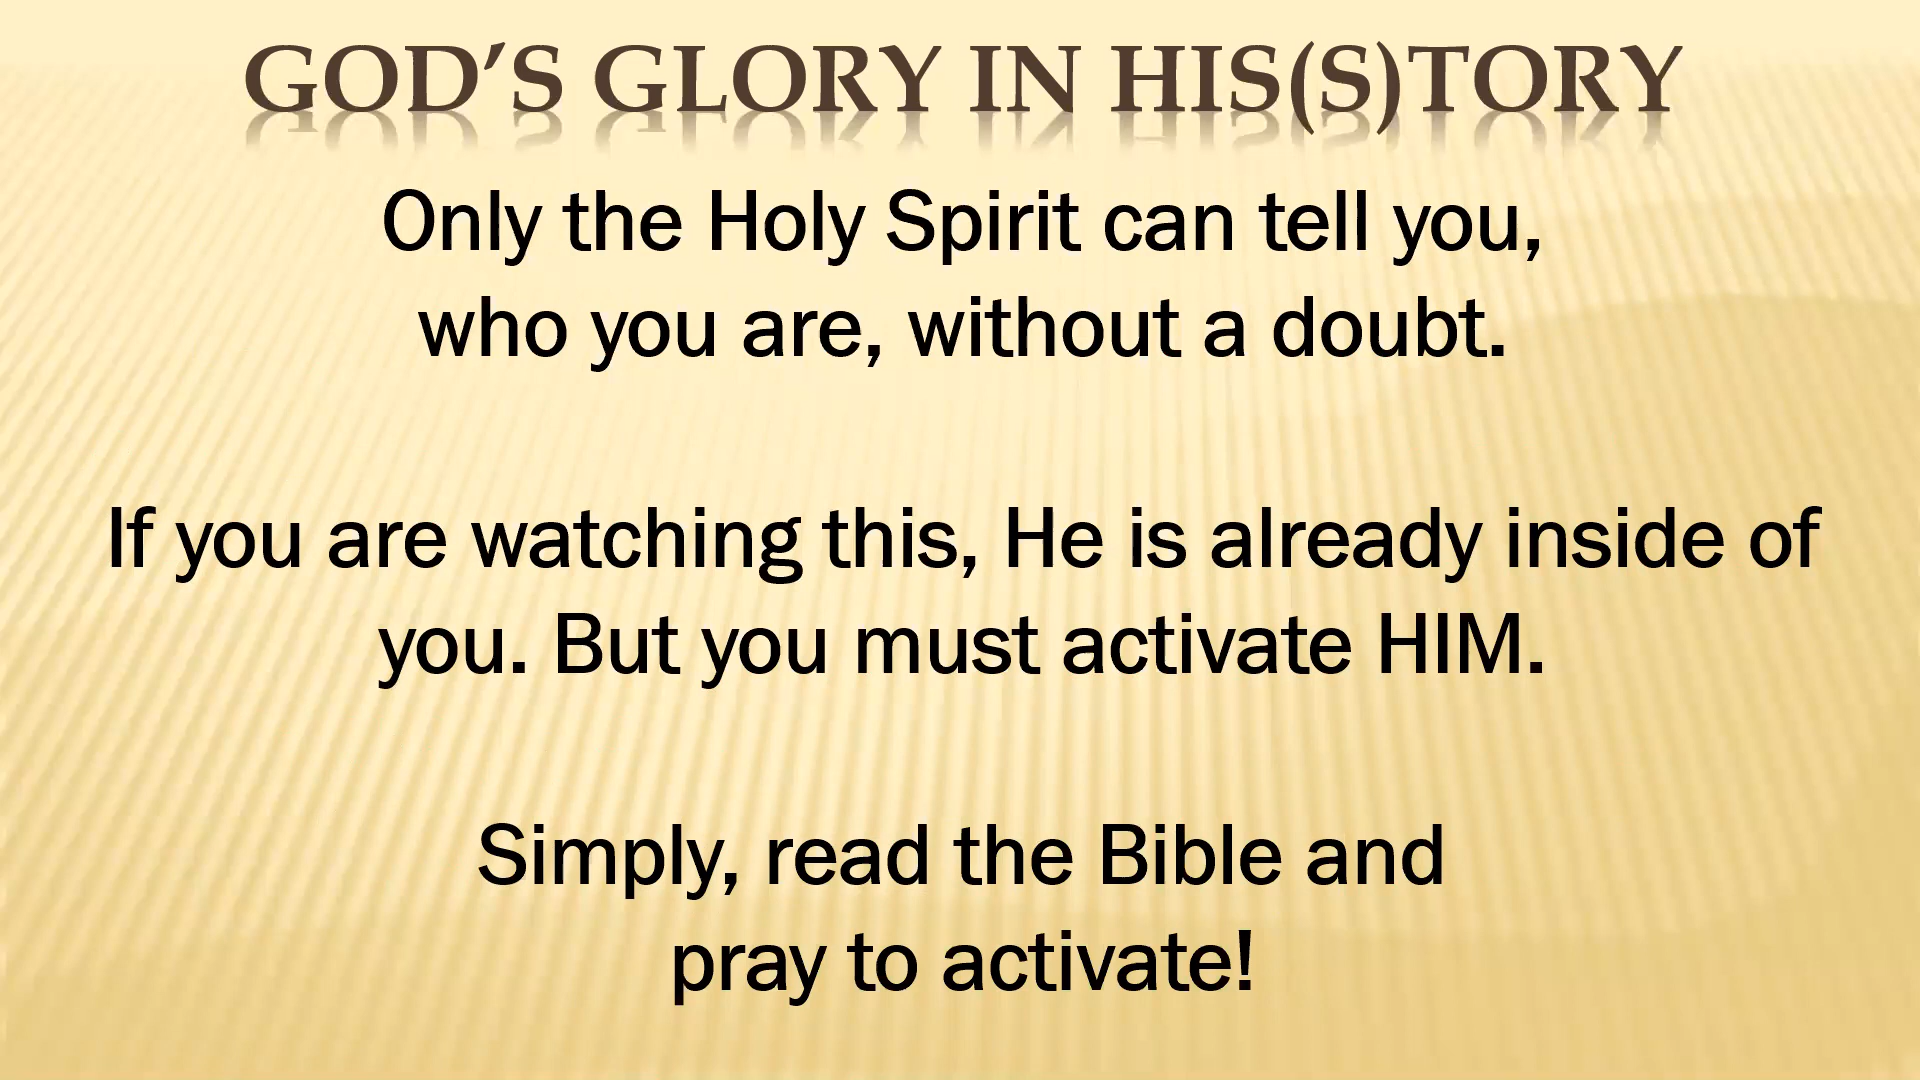 GOD’S GLORY IN HIS(S)TORY
Only the Holy Spirit can tell you,
who you are, without a doubt.
If you are watching this, He is already inside of
you. But you must activate HIM.
Simply, read the Bible and
pray to activate!